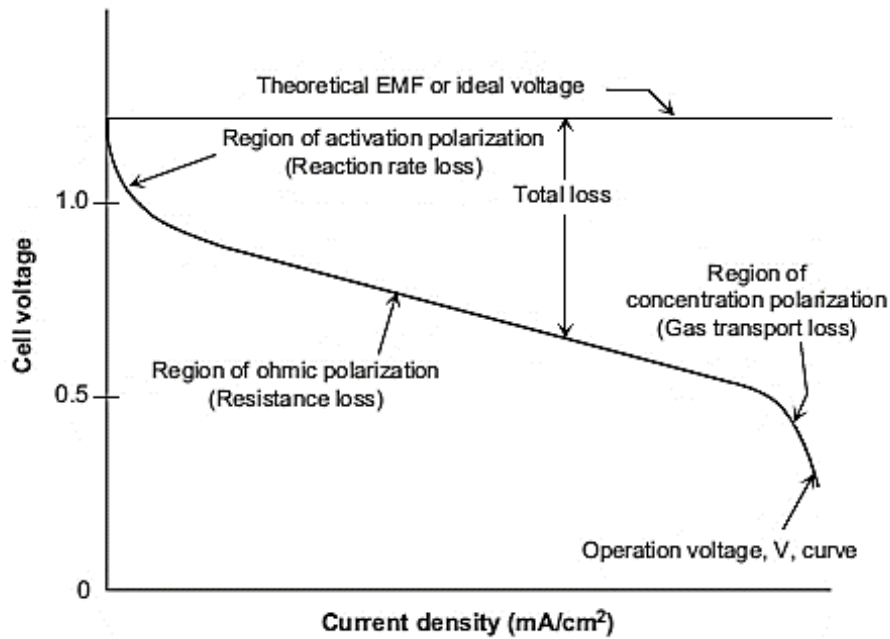 Theoretical EMF or ideal voltage
Region of activation polarization
(Reaction rate loss)
Total loss
1.0
Region of
concentration polarization
(Gas transport loss)
Cell voltage
Region of ohmic polarization
(Resistance loss)
0.5
Operation voltage, V, curve
0
Current density (mA/cm²)